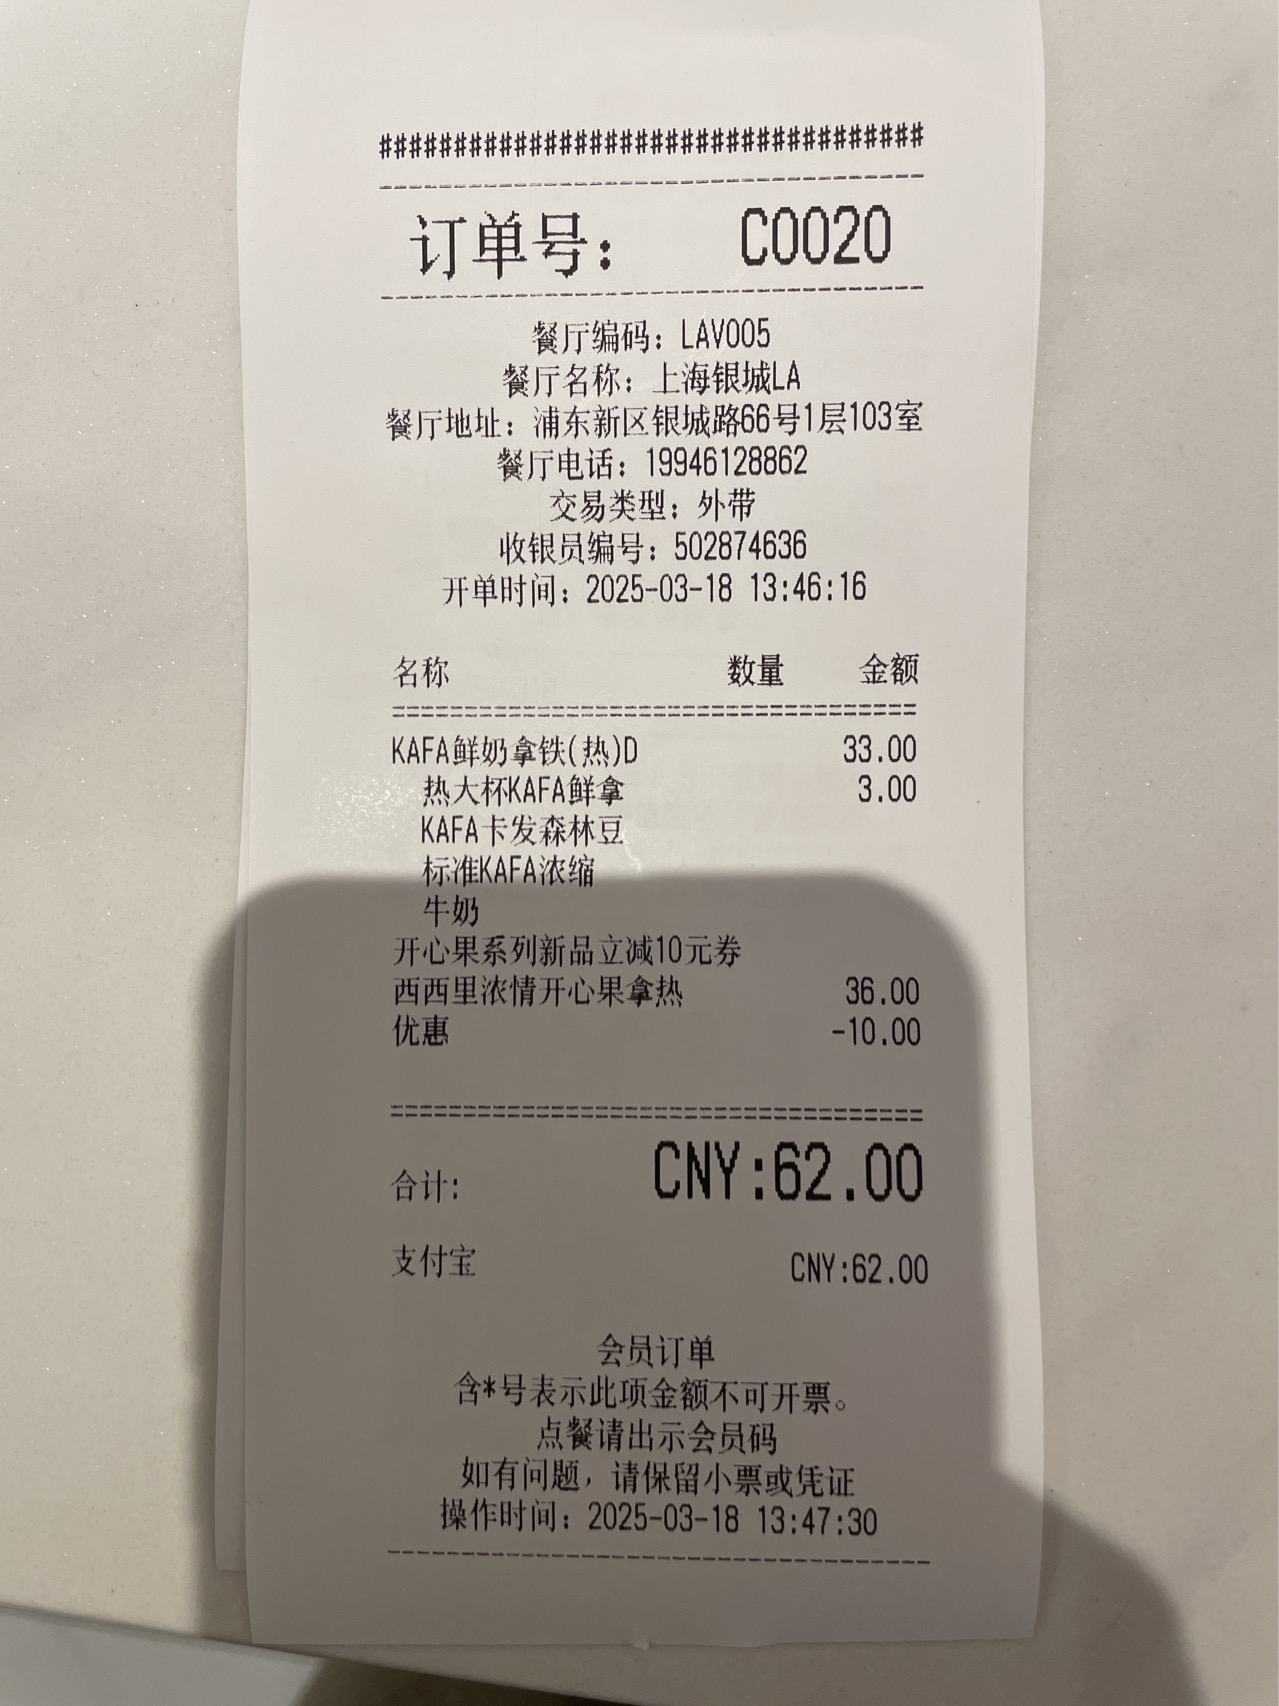 ####################################
订单号： C0020
餐厅编码：LAV005
餐厅名称：上海银城LA
餐厅地址：浦东新区银城路66号1层103室
餐厅电话：19946128862
交易类型：外带
收银员编号：502874636
开单时间：2025-03-18 13:46:16
名称 数量 金额
KAFA鲜奶拿铁(热)D 33.00
热大杯KAFA鲜拿 3.00
KAFA卡发森林豆
标准KAFA浓缩
牛奶
开心果系列新品立减10元券
西西里浓情开心果拿热 36.00
优惠 -10.00
合计： CNY:62.00
支付宝 CNY:62.00
会员订单
含*号表示此项金额不可开票。
点餐请出示会员码
如有问题，请保留小票或凭证
操作时间：2025-03-18 13:47:30